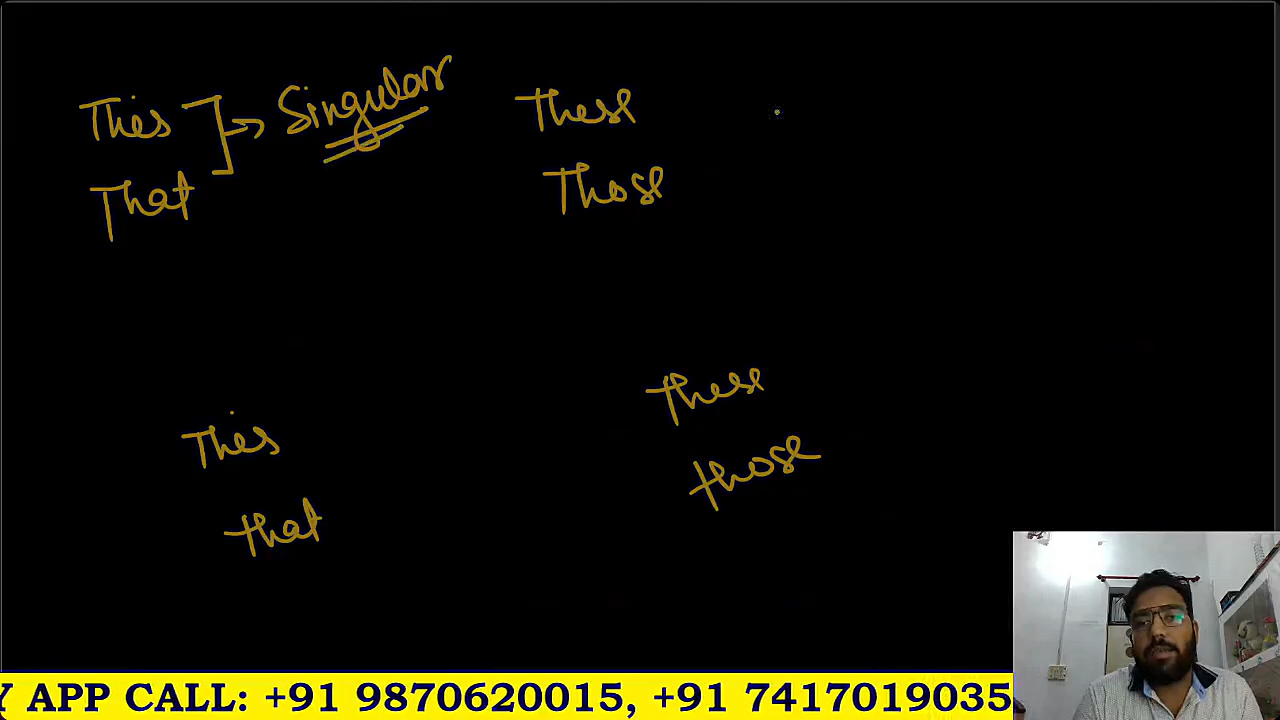 This → Singular
That
These
Those
This
that
these
those
Y APP CALL: +91 9870620015, +91 7417019035